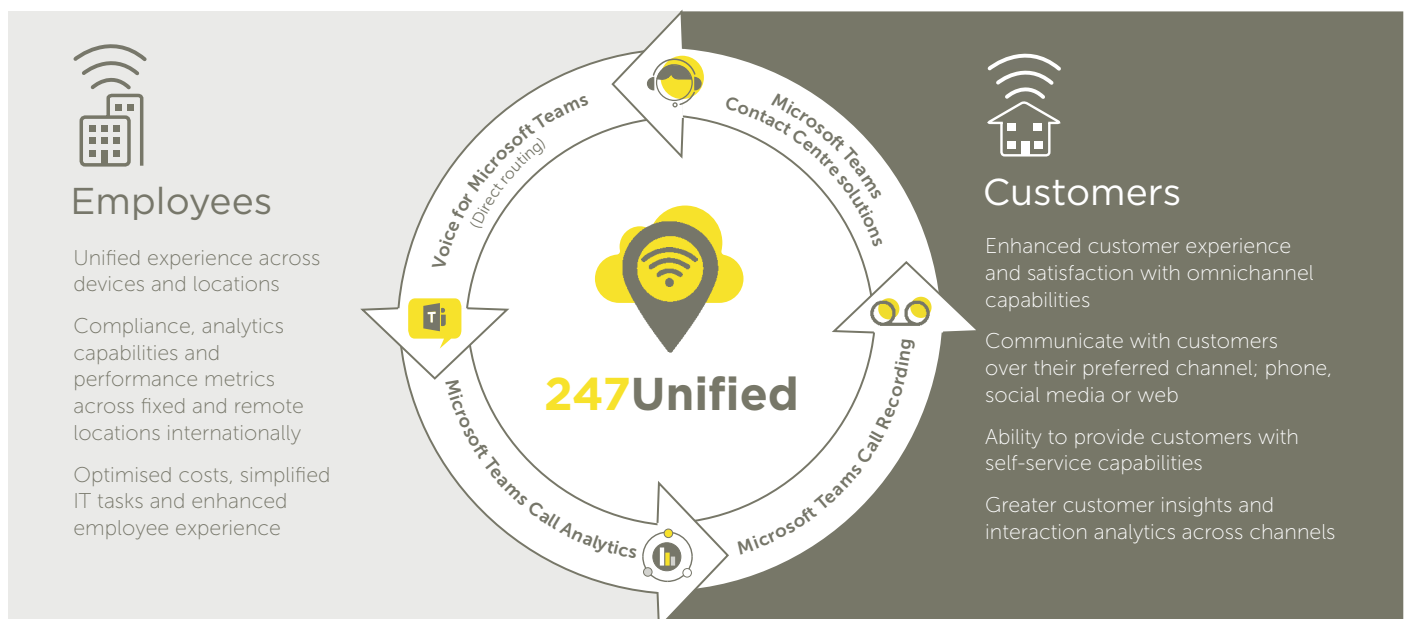 Employees
Unified experience across
devices and locations
Compliance, analytics
capabilities and
performance metrics
across fixed and remote
locations internationally
Optimised costs, simplified
IT tasks and enhanced
employee experience
Voice for Microsoft Teams
(Direct routing)
Microsoft Teams
Contact Centre solutions
T
Microsoft Teams Call Analytics
Microsoft Teams Call Recording
247Unified
Customers
Enhanced customer experience
and satisfaction with omnichannel
capabilities
Communicate with customers
over their preferred channel; phone,
social media or web
Ability to provide customers with
self-service capabilities
Greater customer insights and
interaction analytics across channels